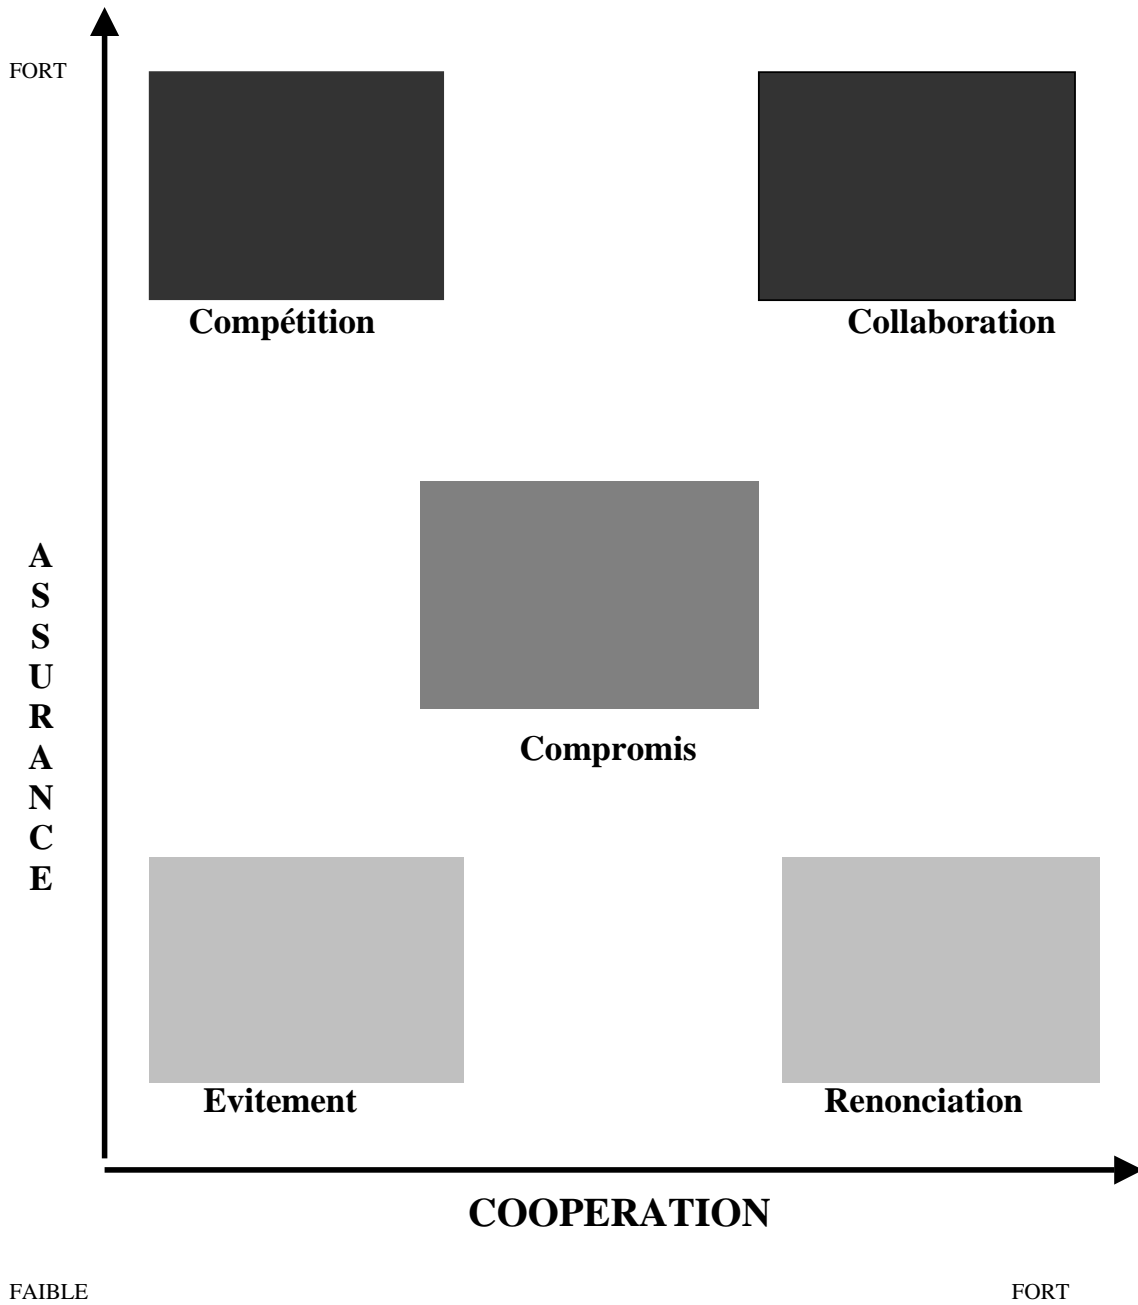 FORT
Compétition
Collaboration
A
S
S
U
R
A
N
C
E
Compromis
Evitement
Renonciation
COOPERATION
FAIBLE
FORT